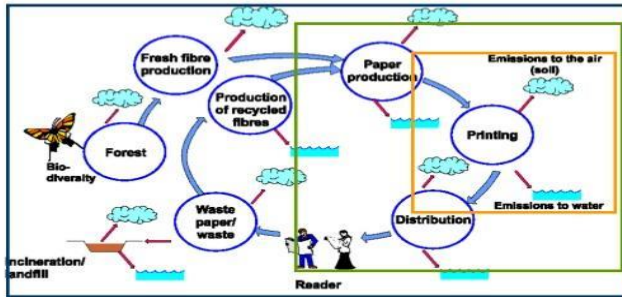 Fresh fibre
production
Paper
production
Emissions to the air
(soil)
Production
of recycled
fibres
Printing
Forest
Bio-
diversity
Emissions to water
Waste
paper/
waste
Distribution
Incineration/
landfill
Reader